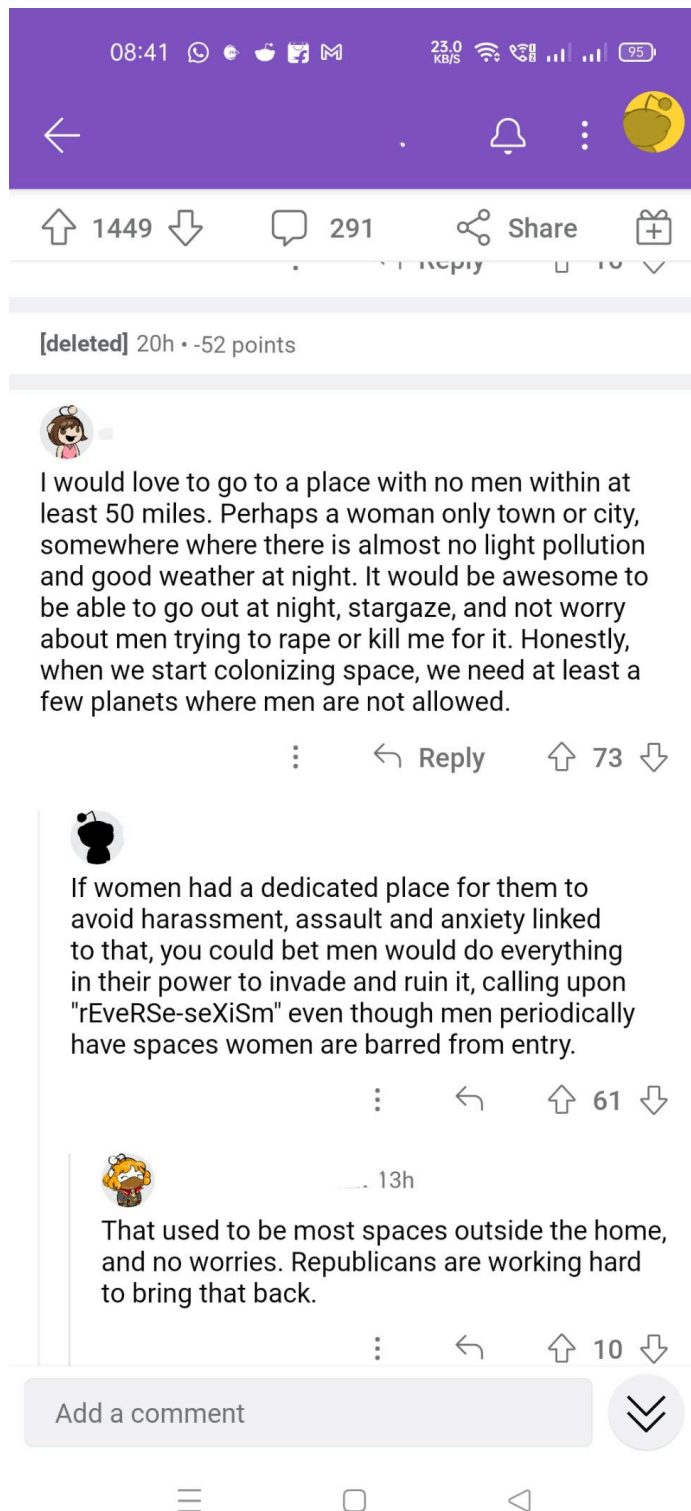 08:41 23.0 KB/S 95
1449 291 Share
Reply
[deleted] 20h • -52 points
I would love to go to a place with no men within at
least 50 miles. Perhaps a woman only town or city,
somewhere where there is almost no light pollution
and good weather at night. It would be awesome to
be able to go out at night, stargaze, and not worry
about men trying to rape or kill me for it. Honestly,
when we start colonizing space, we need at least a
few planets where men are not allowed.
Reply 73
If women had a dedicated place for them to
avoid harassment, assault and anxiety linked
to that, you could bet men would do everything
in their power to invade and ruin it, calling upon
"rEveRSe-seXiSm" even though men periodically
have spaces women are barred from entry.
61
13h
That used to be most spaces outside the home,
and no worries. Republicans are working hard
to bring that back.
10
Add a comment